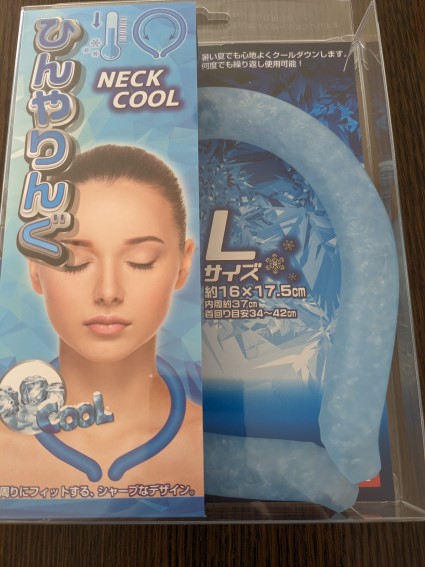 ひんやりんぐ
NECK
COOL
暑い夏でも心地よくクールダウンします。
何度でも繰り返し使用可能！
L
サイズ
約16×17.5cm
内周約37cm
首回り目安34～42cm
COOL
周りにフィットする、シャープなデザイン。